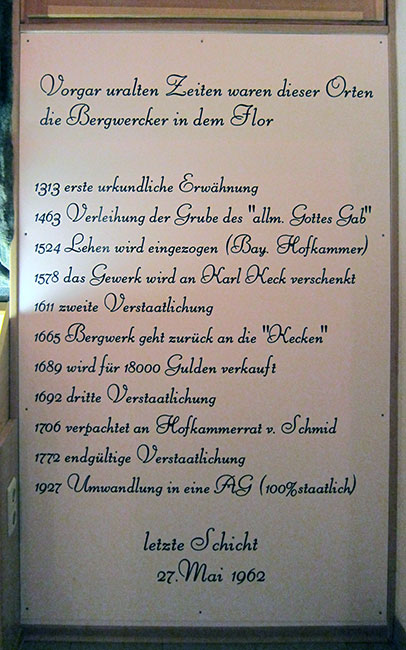 Vorgar uralten Zeiten waren dieser Orten
die Bergwercker in dem Flor
1313 erste urkundliche Erwähnung
1463 Verleihung der Grube des "allm. Gottes Gab"
1524 Lehen wird eingezogen (Bay. Hofkammer)
1578 das Gewerk wird an Karl Keck verschenkt
1611 zweite Verstaatlichung
1665 Bergwerk geht zurück an die "Kecken"
1689 wird für 18000 Gulden verkauft
1692 dritte Verstaatlichung
1706 verpachtet an Hofkammerrat v. Schmid
1772 endgültige Verstaatlichung
1927 Umwandlung in eine AG (100%staatlich)
letzte Schicht
27.Mai 1962